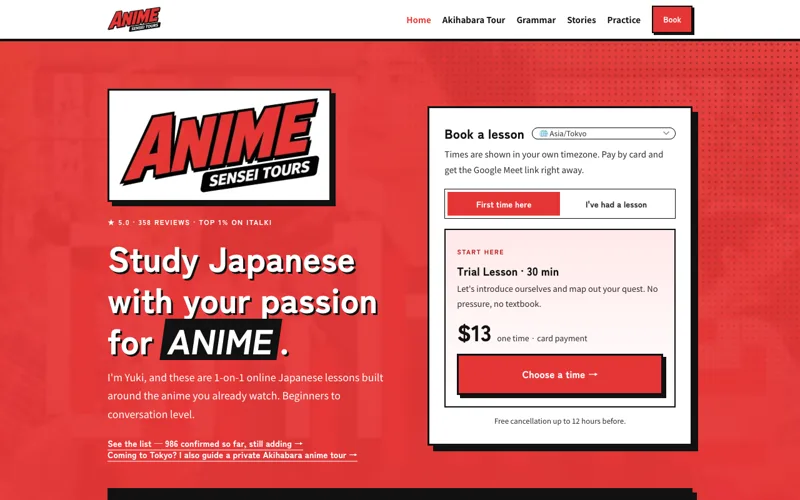 ANIME
SENSEI TOURS
Home
Akihabara Tour
Grammar
Stories
Practice
Book
ANIME
SENSEI TOURS
★ 5.0 · 358 REVIEWS · TOP 1% ON ITALKI
Study Japanese
with your passion
for ANIME.
I'm Yuki, and these are 1-on-1 online Japanese lessons built
around the anime you already watch. Beginners to
conversation level.
See the list — 986 confirmed so far, still adding →
Coming to Tokyo? I also guide a private Akihabara anime tour →
Book a lesson
Asia/Tokyo
Times are shown in your own timezone. Pay by card and
get the Google Meet link right away.
First time here
I've had a lesson
START HERE
Trial Lesson · 30 min
Let's introduce ourselves and map out your quest. No
pressure, no textbook.
$13 one time · card payment
Choose a time →
Free cancellation up to 12 hours before.